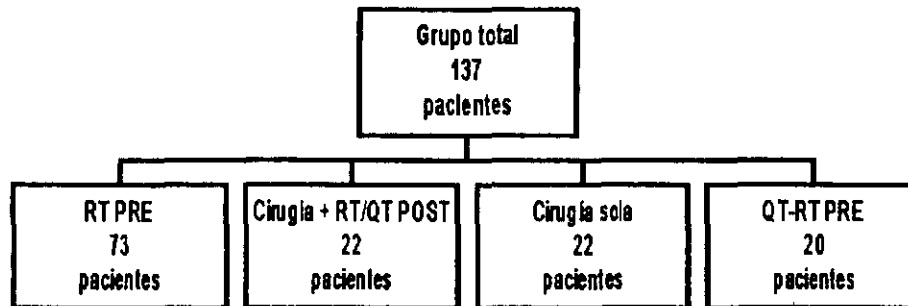 Grupo total
137
pacientes
RT PRE
73
pacientes
Cirugia + RT/QT POST
22
pacientes
Cirugía sola
22
pacientes
QT-RT PRE
20
pacientes